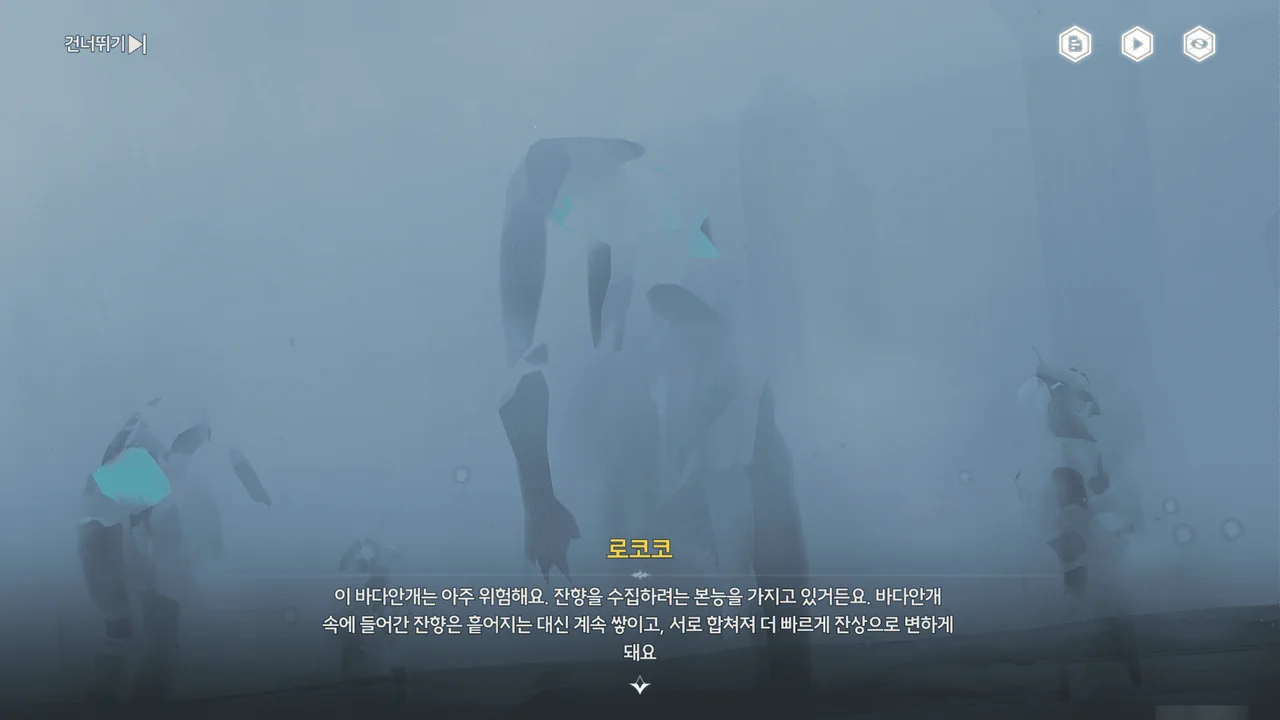 건너뛰기
로코코
이 바다안개는 아주 위험해요. 잔향을 수집하려는 본능을 가지고 있거든요. 바다안개
속에 들어간 잔향은 흩어지는 대신 계속 쌓이고, 서로 합쳐져 더 빠르게 잔상으로 변하게
돼요